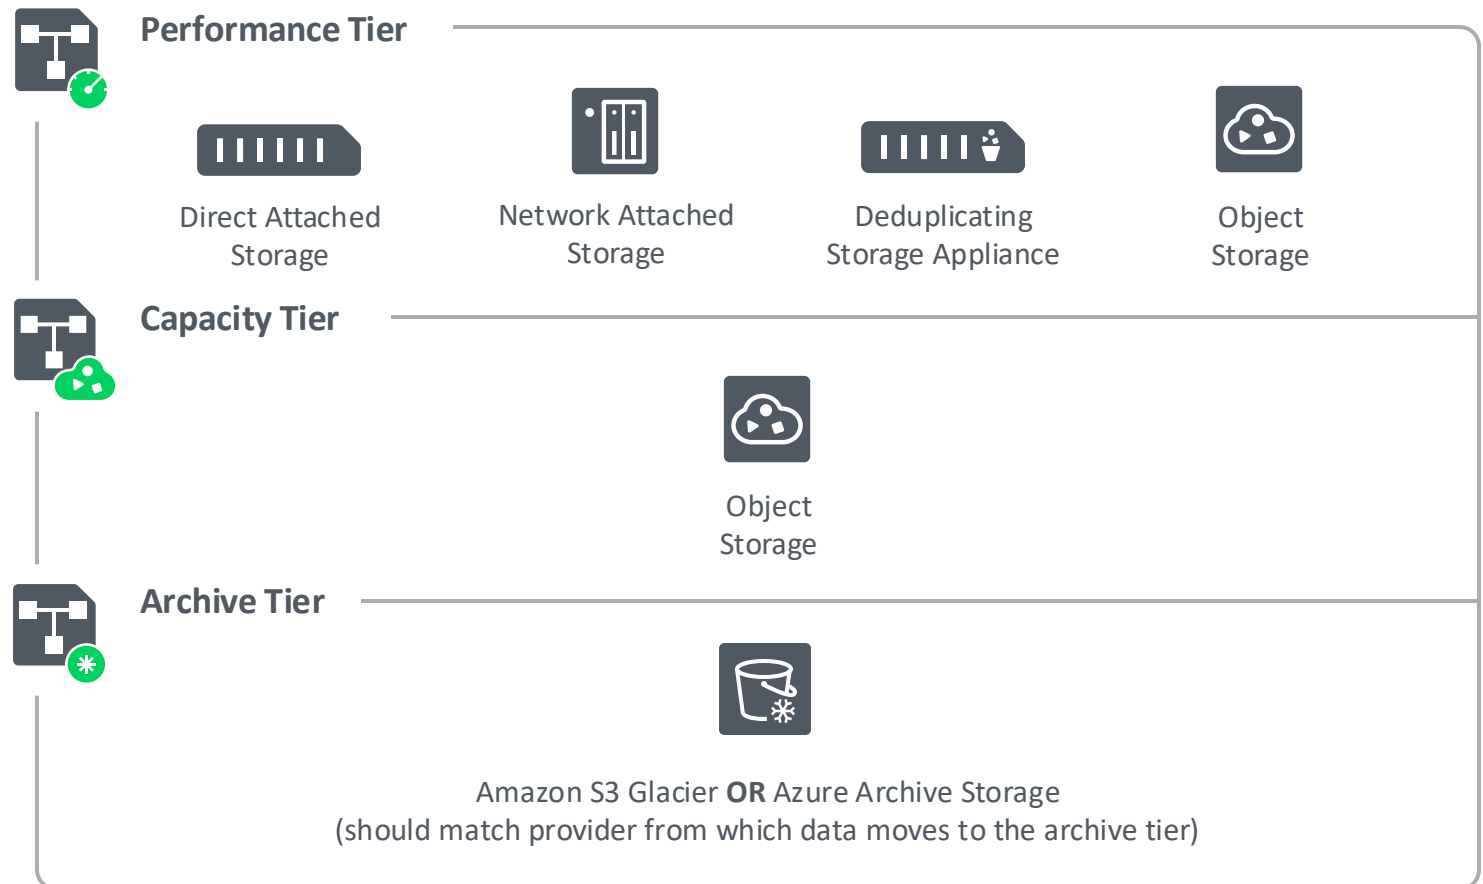 Performance Tier
Direct Attached
Storage
Network Attached
Storage
Deduplicating
Storage Appliance
Object
Storage
Capacity Tier
Object
Storage
Archive Tier
Amazon S3 Glacier OR Azure Archive Storage
(should match provider from which data moves to the archive tier)